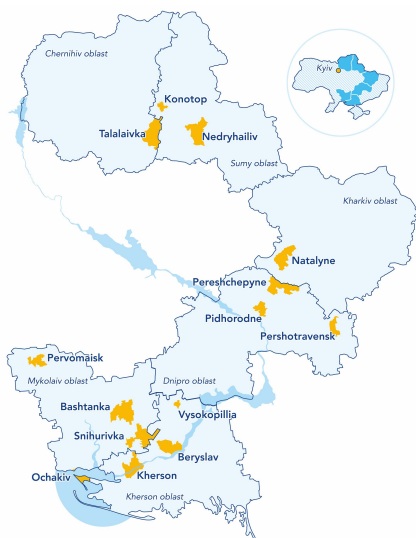 Chernihiv oblast
Kyiv
Konotop
Talalaivka
Nedryhailiv
Sumy oblast
Kharkiv oblast
Natalyne
Pereshchepyne
Pidhorodne
Pershotravensk
Pervomaisk
Mykolaiv oblast
Dnipro oblast
Bashtanka
Vysokopillia
Snihurivka
Beryslav
Ochakiv
Kherson
Kherson oblast